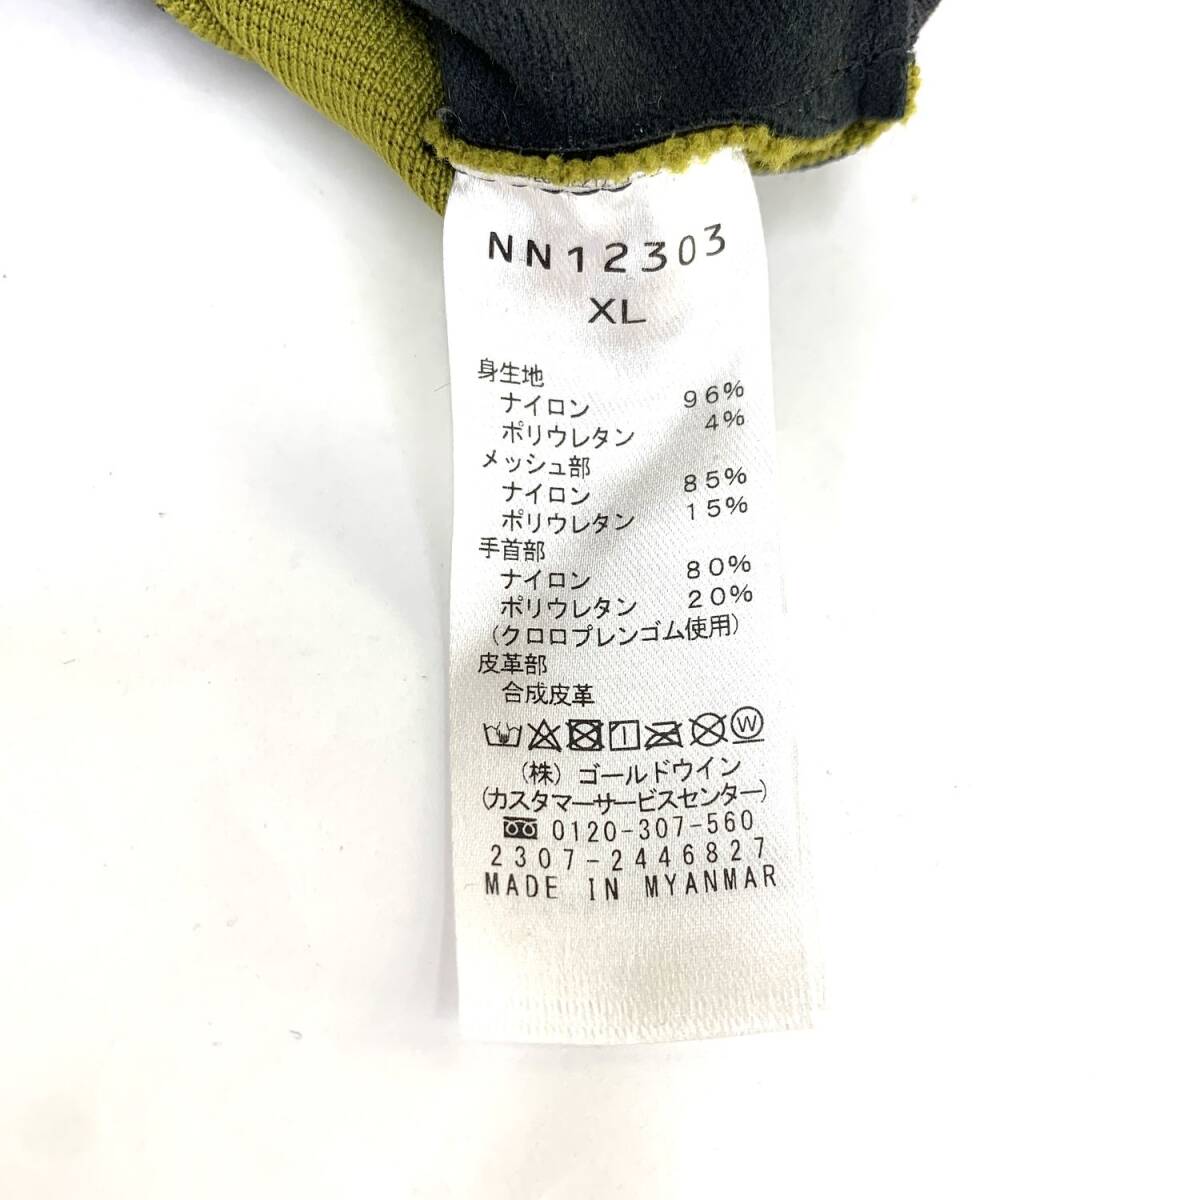 NN12303
XL
身生地
ナイロン 96%
ポリウレタン 4%
メッシュ部
ナイロン 85%
ポリウレタン 15%
手首部
ナイロン 80%
ポリウレタン 20%
(クロロプレンゴム使用)
皮革部
合成皮革
W
(株) ゴールドウイン
(カスタマーサービスセンター)
0120-307-560
2307-2446827
MADE IN MYANMAR